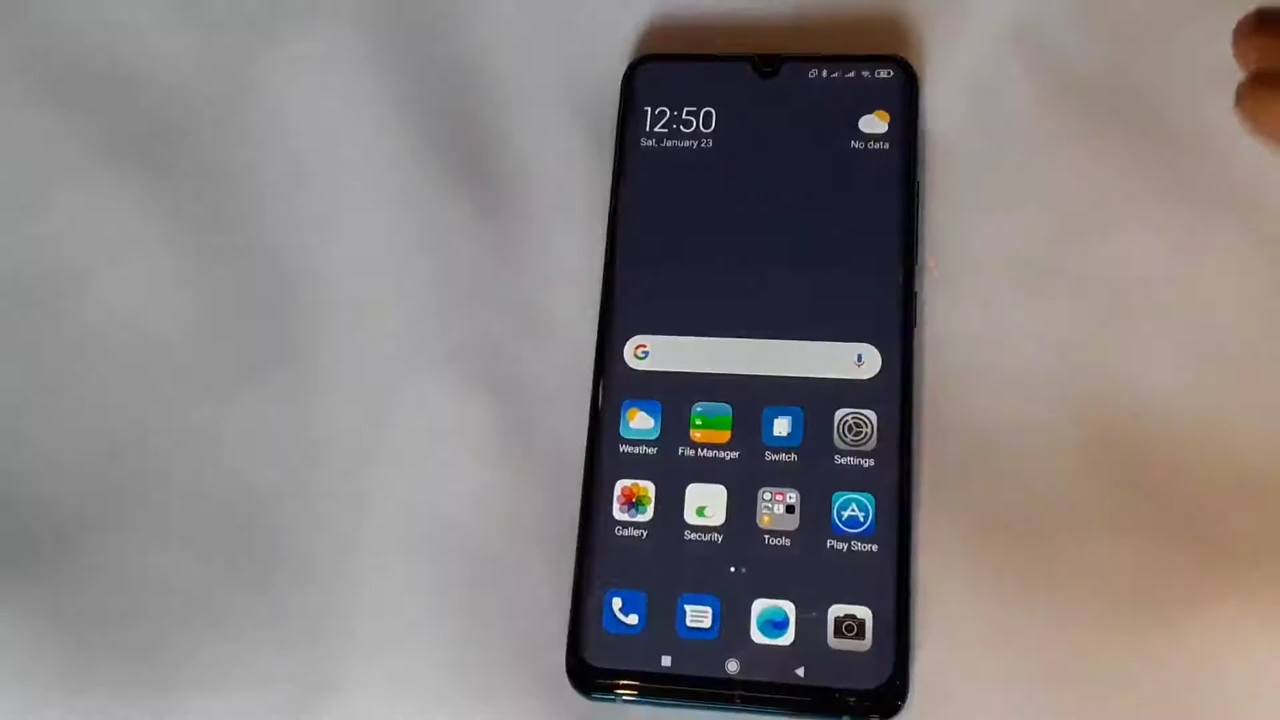 12:50
Sat, January 23
No data
G
Weather
File Manager
Switch
Settings
Gallery
Security
Tools
Play Store